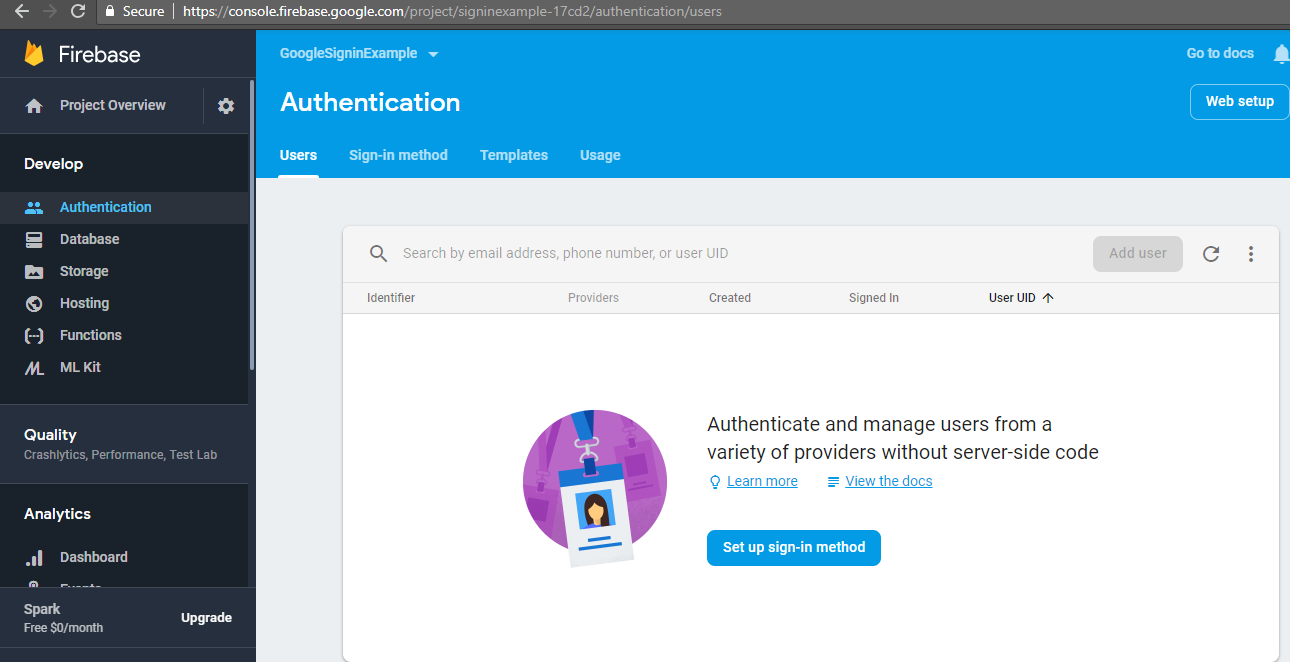 Secure https://console.firebase.google.com/project/signinexample-17cd2/authentication/users
Firebase
Project Overview
Develop
Authentication
Database
Storage
Hosting
Functions
ML Kit
Quality
Crashlytics, Performance, Test Lab
Analytics
Dashboard
Events
Spark
Free $0/month
Upgrade
GoogleSigninExample
Go to docs
Authentication
Web setup
Users Sign-in method Templates Usage
Search by email address, phone number, or user UID
Add user
Identifier Providers Created Signed In User UID
Authenticate and manage users from a
variety of providers without server-side code
Learn more View the docs
Set up sign-in method